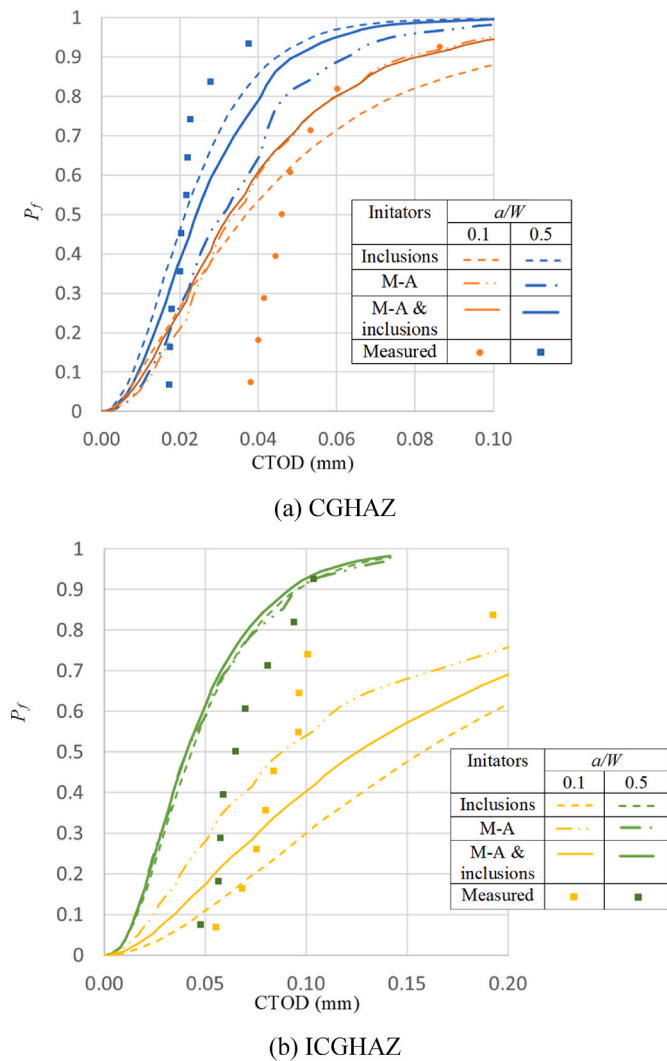 1
0.9
0.8
0.7
0.6
0.5
0.4
0.3
0.2
0.1
0
Pf
0.00 0.02 0.04 0.06 0.08 0.10
CTOD (mm)
Initators a/W
0.1 0.5
Inclusions
M-A
M-A &
inclusions
Measured
(a) CGHAZ
1
0.9
0.8
0.7
0.6
0.5
0.4
0.3
0.2
0.1
0
Pf
0.00 0.05 0.10 0.15 0.20
CTOD (mm)
Initators a/W
0.1 0.5
Inclusions
M-A
M-A &
inclusions
Measured
(b) ICGHAZ